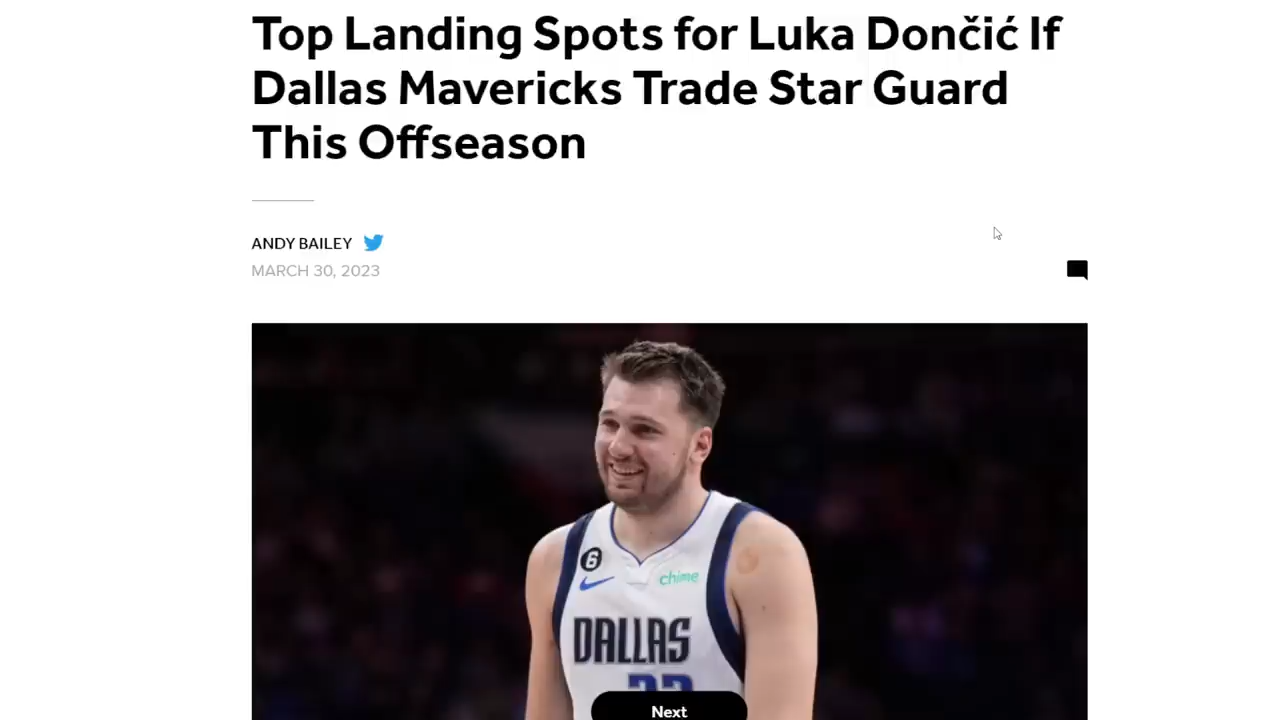 Top Landing Spots for Luka Dončić If
Dallas Mavericks Trade Star Guard
This Offseason
ANDY BAILEY
MARCH 30, 2023
6
chime
DALLAS
Next